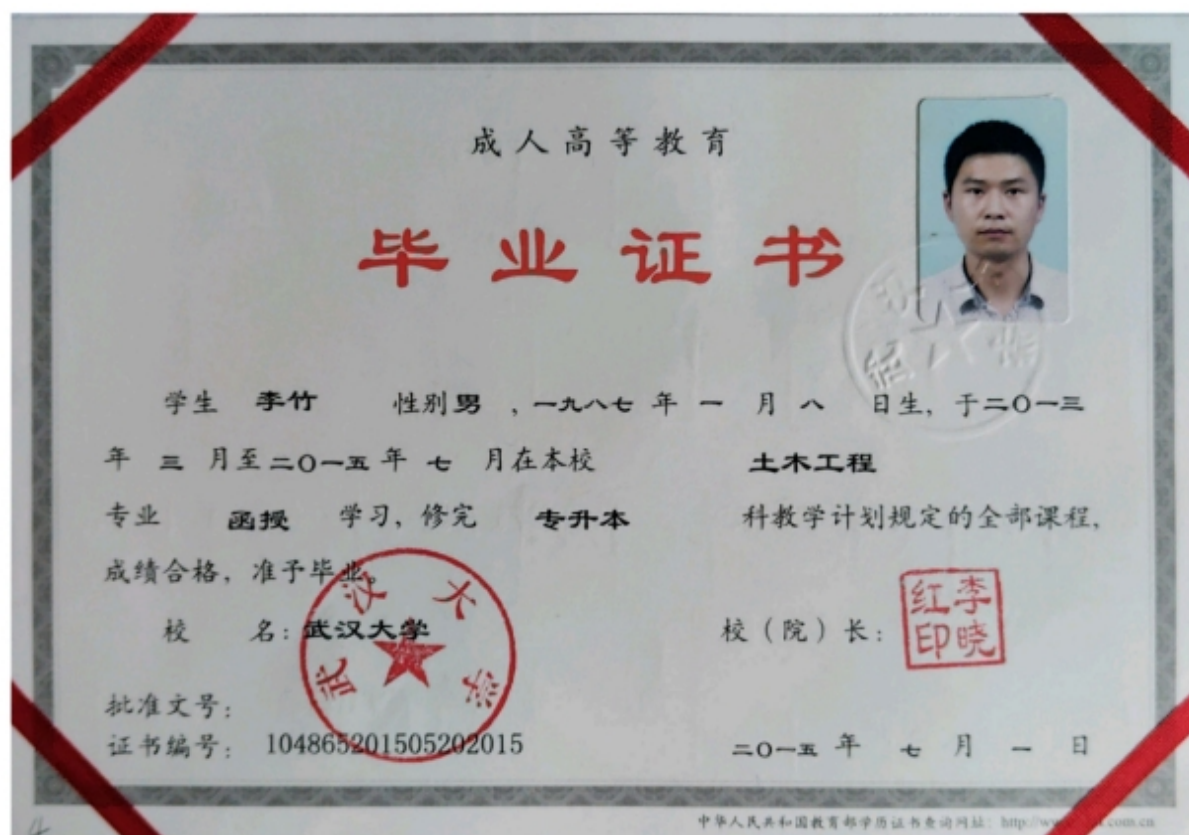 成人高等教育
毕业证书
学生 李竹 性别 男 ，一九八七 年 一 月 八 日生，于二〇一三
年 三 月至二〇一五 年 七 月在本校 土木工程
专业 函授 学习，修完 专升本 科教学计划规定的全部课程，
成绩合格，准予毕业。
校 名：武汉大学 校（院）长：
李晓红印
武汉大学
批准文号：
证书编号： 104865201505202015 二〇一五 年 七 月 一 日
中华人民共和国教育部学历证书查询网址：http://ww
com.cn